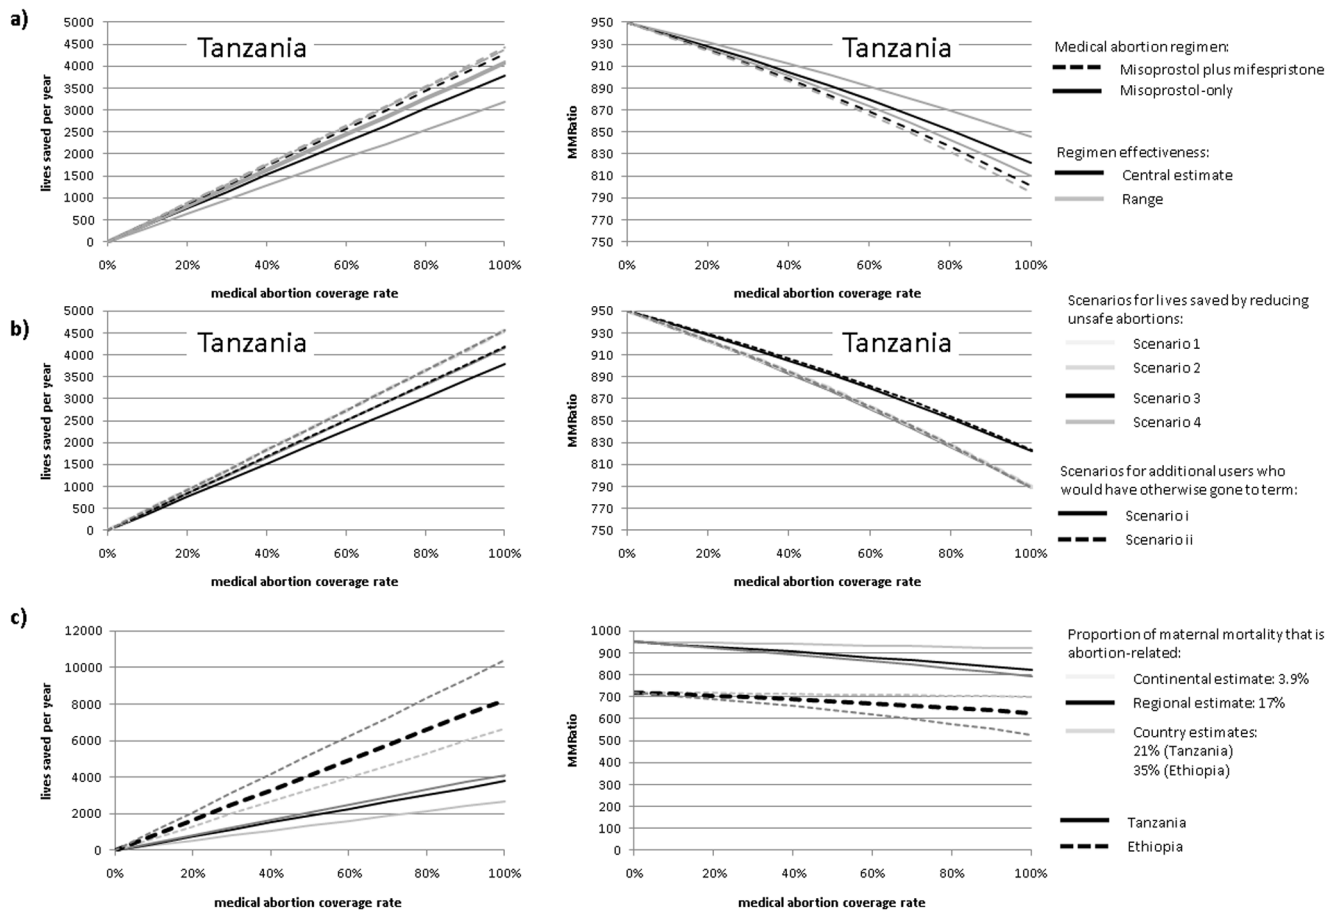 a)
5000
4500
4000
3500
3000
2500
2000
1500
1000
500
0
lives saved per year
Tanzania
0% 20% 40% 60% 80% 100%
medical abortion coverage rate
950
930
910
890
870
850
830
810
790
770
750
MMRatio
Tanzania
0% 20% 40% 60% 80% 100%
medical abortion coverage rate
Medical abortion regimen:
Misoprostol plus mifespristone
Misoprostol-only
Regimen effectiveness:
Central estimate
Range
b)
5000
4500
4000
3500
3000
2500
2000
1500
1000
500
0
lives saved per year
Tanzania
0% 20% 40% 60% 80% 100%
medical abortion coverage rate
950
930
910
890
870
850
830
810
790
770
750
MMRatio
Tanzania
0% 20% 40% 60% 80% 100%
medical abortion coverage rate
Scenarios for lives saved by reducing
unsafe abortions:
Scenario 1
Scenario 2
Scenario 3
Scenario 4
Scenarios for additional users who
would have otherwise gone to term:
Scenario i
Scenario ii
c)
12000
10000
8000
6000
4000
2000
0
lives saved per year
0% 20% 40% 60% 80% 100%
medical abortion coverage rate
1000
900
800
700
600
500
400
300
200
100
0
MMRatio
0% 20% 40% 60% 80% 100%
medical abortion coverage rate
Proportion of maternal mortality that is
abortion-related:
Continental estimate: 3.9%
Regional estimate: 17%
Country estimates:
21% (Tanzania)
35% (Ethiopia)
Tanzania
Ethiopia